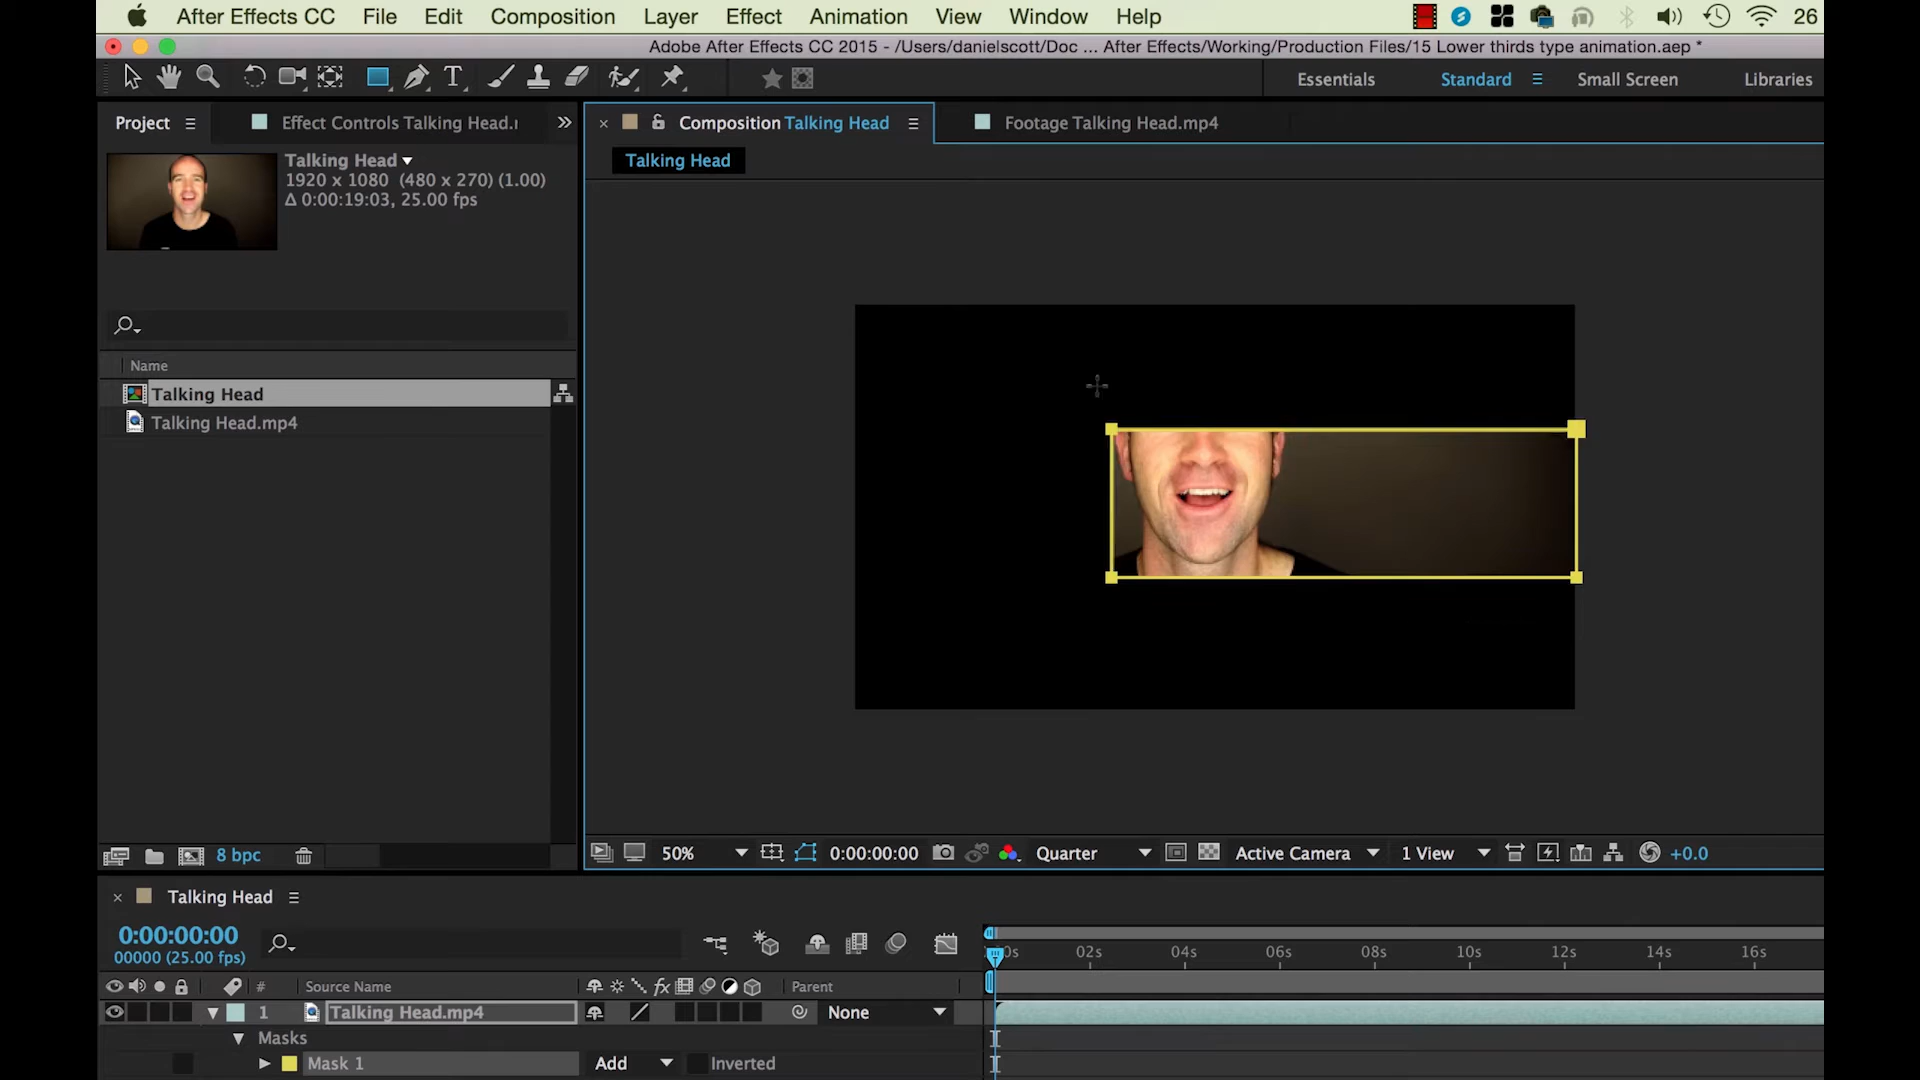 After Effects CC File Edit Composition Layer Effect Animation View Window Help 26
Adobe After Effects CC 2015 - /Users/danielscott/Doc ... After Effects/Working/Production Files/15 Lower thirds type animation.aep *
T Essentials Standard Small Screen Libraries
Project Effect Controls Talking Head. Composition Talking Head Footage Talking Head.mp4
Talking Head
Talking Head
1920 x 1080 (480 x 270) (1.00)
Δ 0:00:19:03, 25.00 fps
Name
Talking Head
Talking Head.mp4
8 bpc 50% 0:00:00:00 Quarter Active Camera 1 View +0.0
Talking Head
0:00:00:00
00000 (25.00 fps)
0s 02s 04s 06s 08s 10s 12s 14s 16s
# Source Name fx Parent
1 Talking Head.mp4 None
Masks
Mask 1 Add Inverted